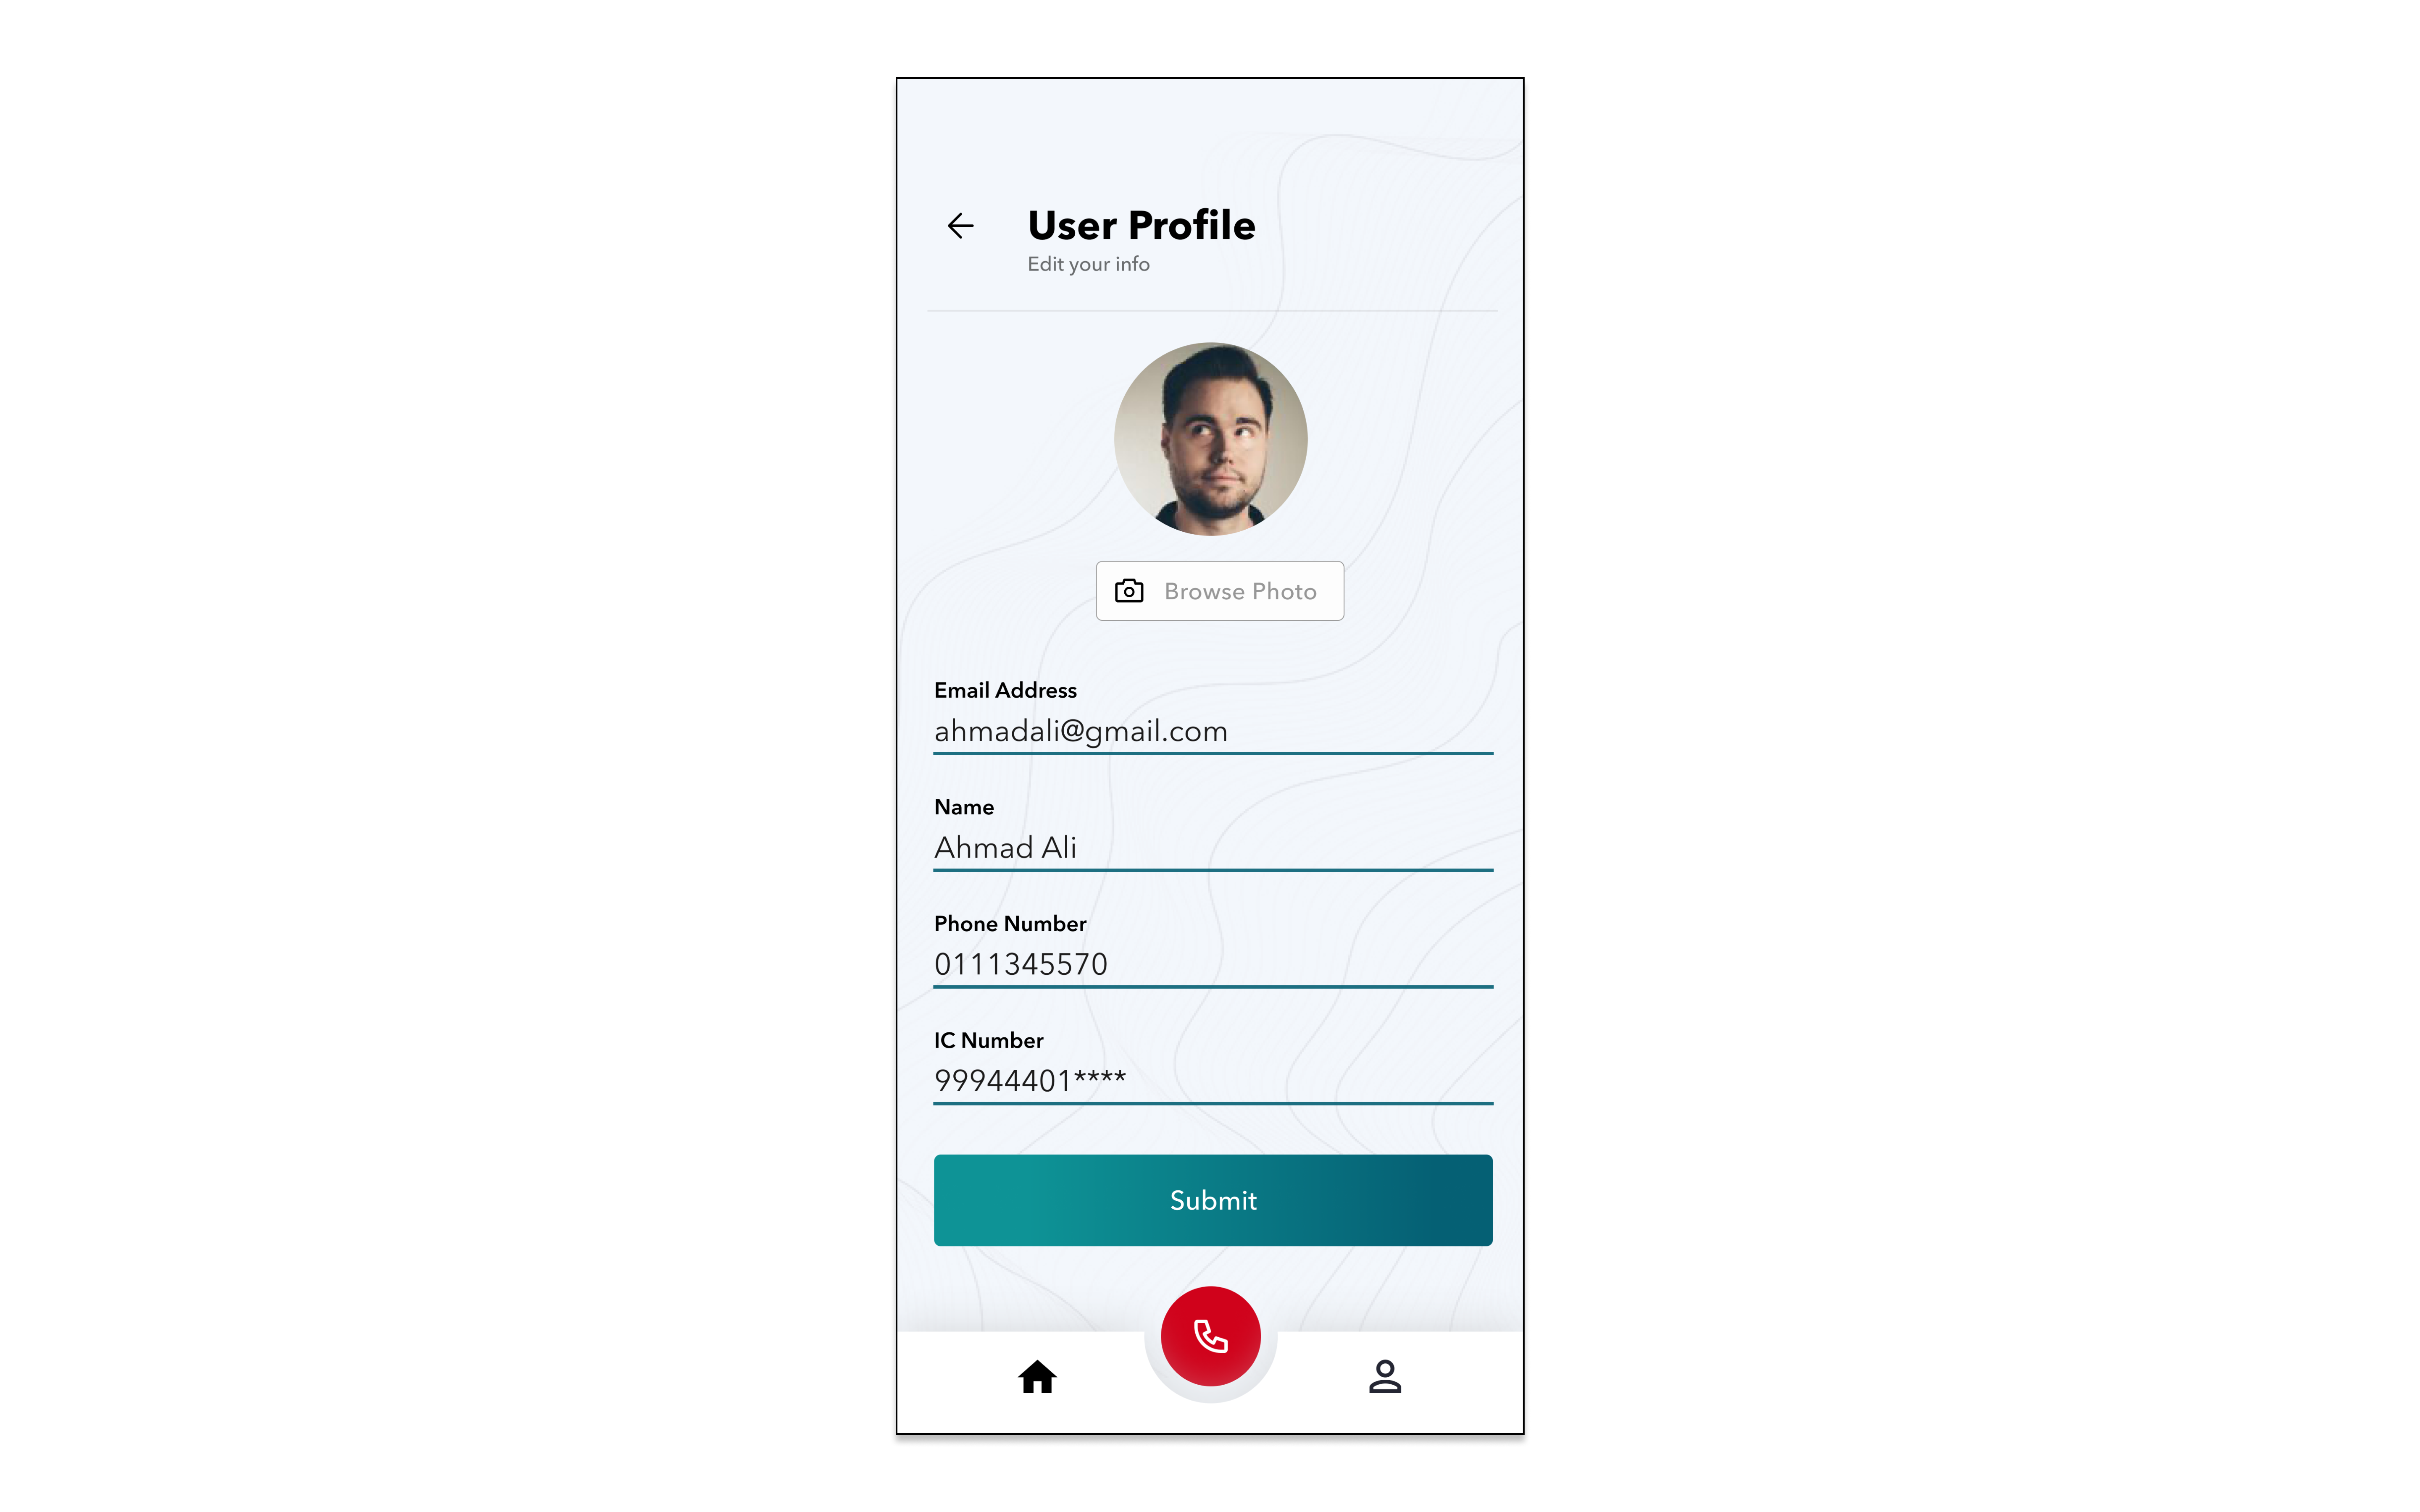 User Profile
Edit your info
Browse Photo
Email Address
ahmadali@gmail.com
Name
Ahmad Ali
Phone Number
0111345570
IC Number
99944401****
Submit